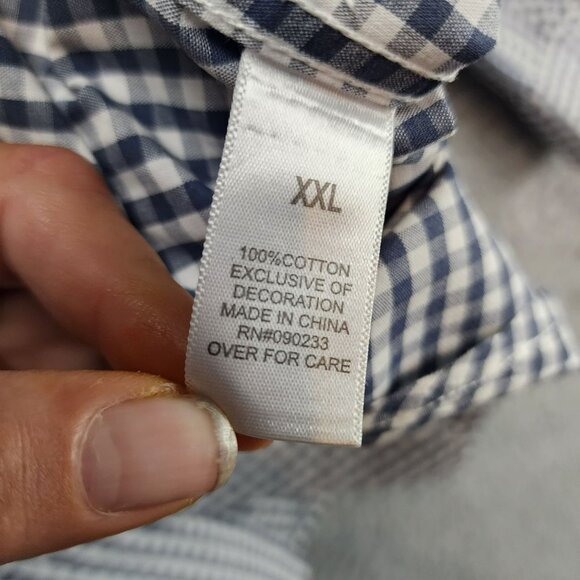 XXL
100%COTTON
EXCLUSIVE OF
DECORATION
MADE IN CHINA
RN#090233
OVER FOR CARE